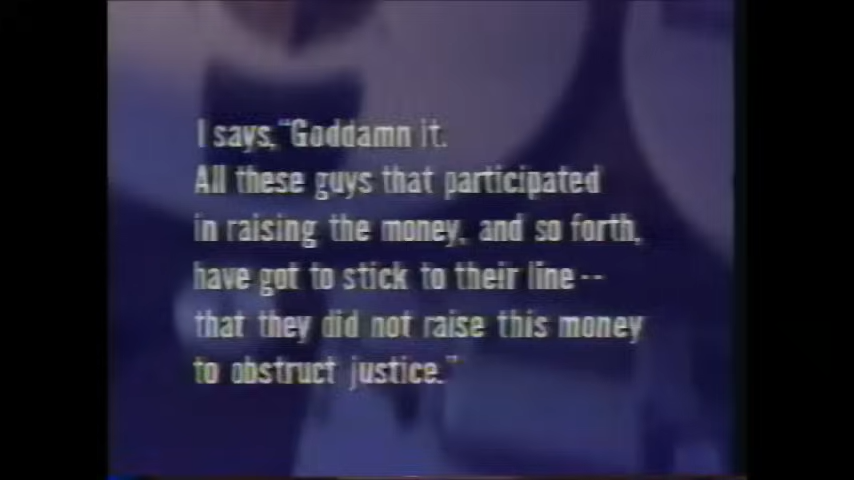 I says, "Goddamn it.
All these guys that participated
in raising the money, and so forth,
have got to stick to their line --
that they did not raise this money
to obstruct justice."